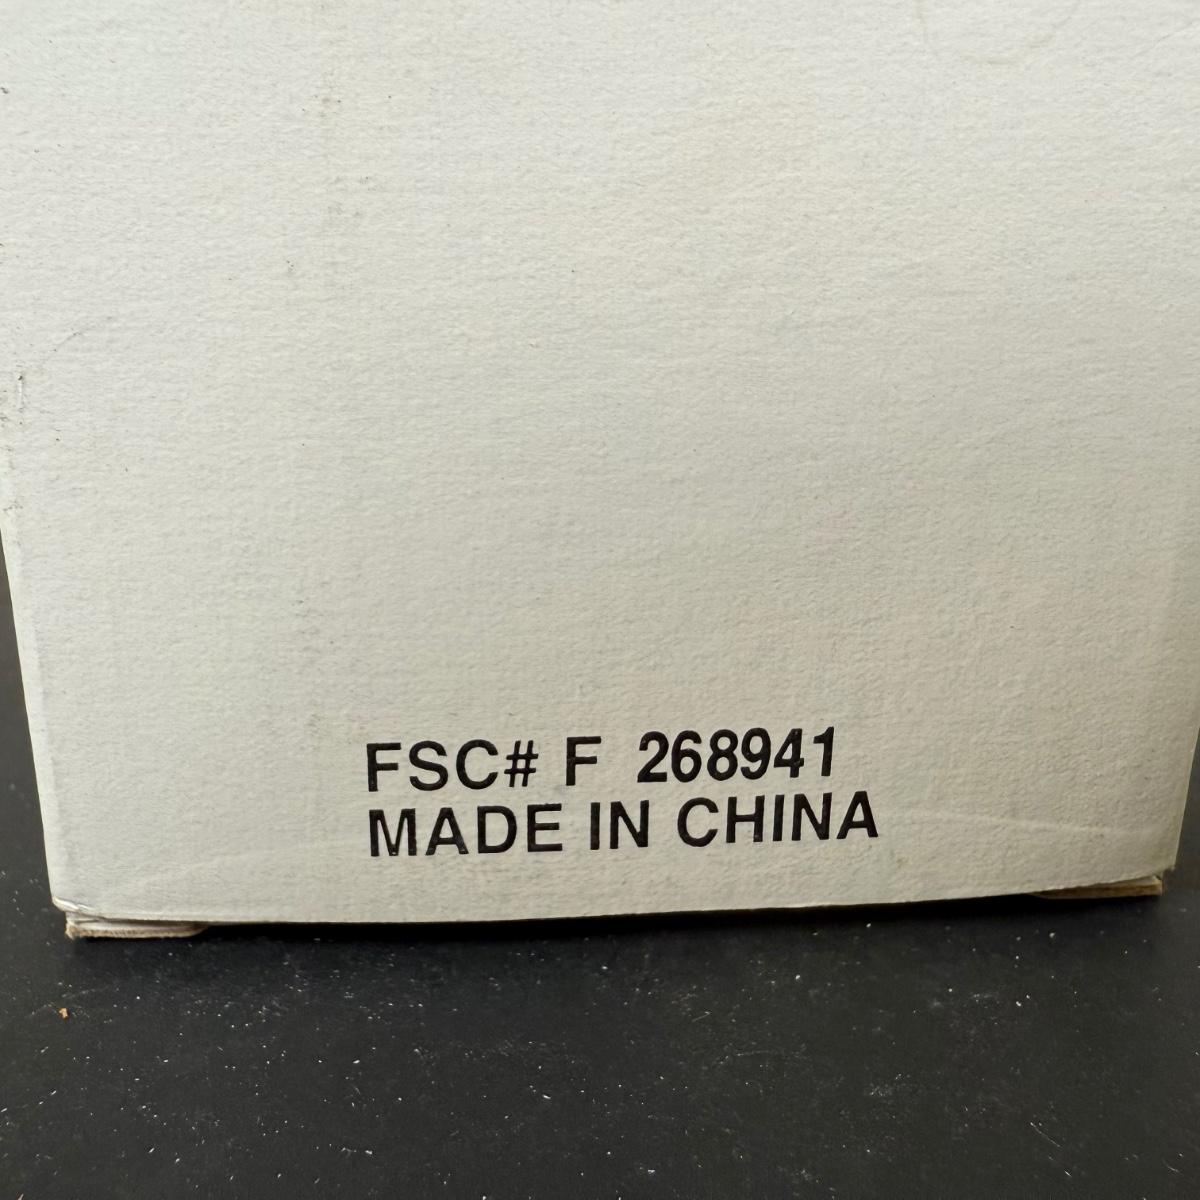 FSC# F 268941
MADE IN CHINA